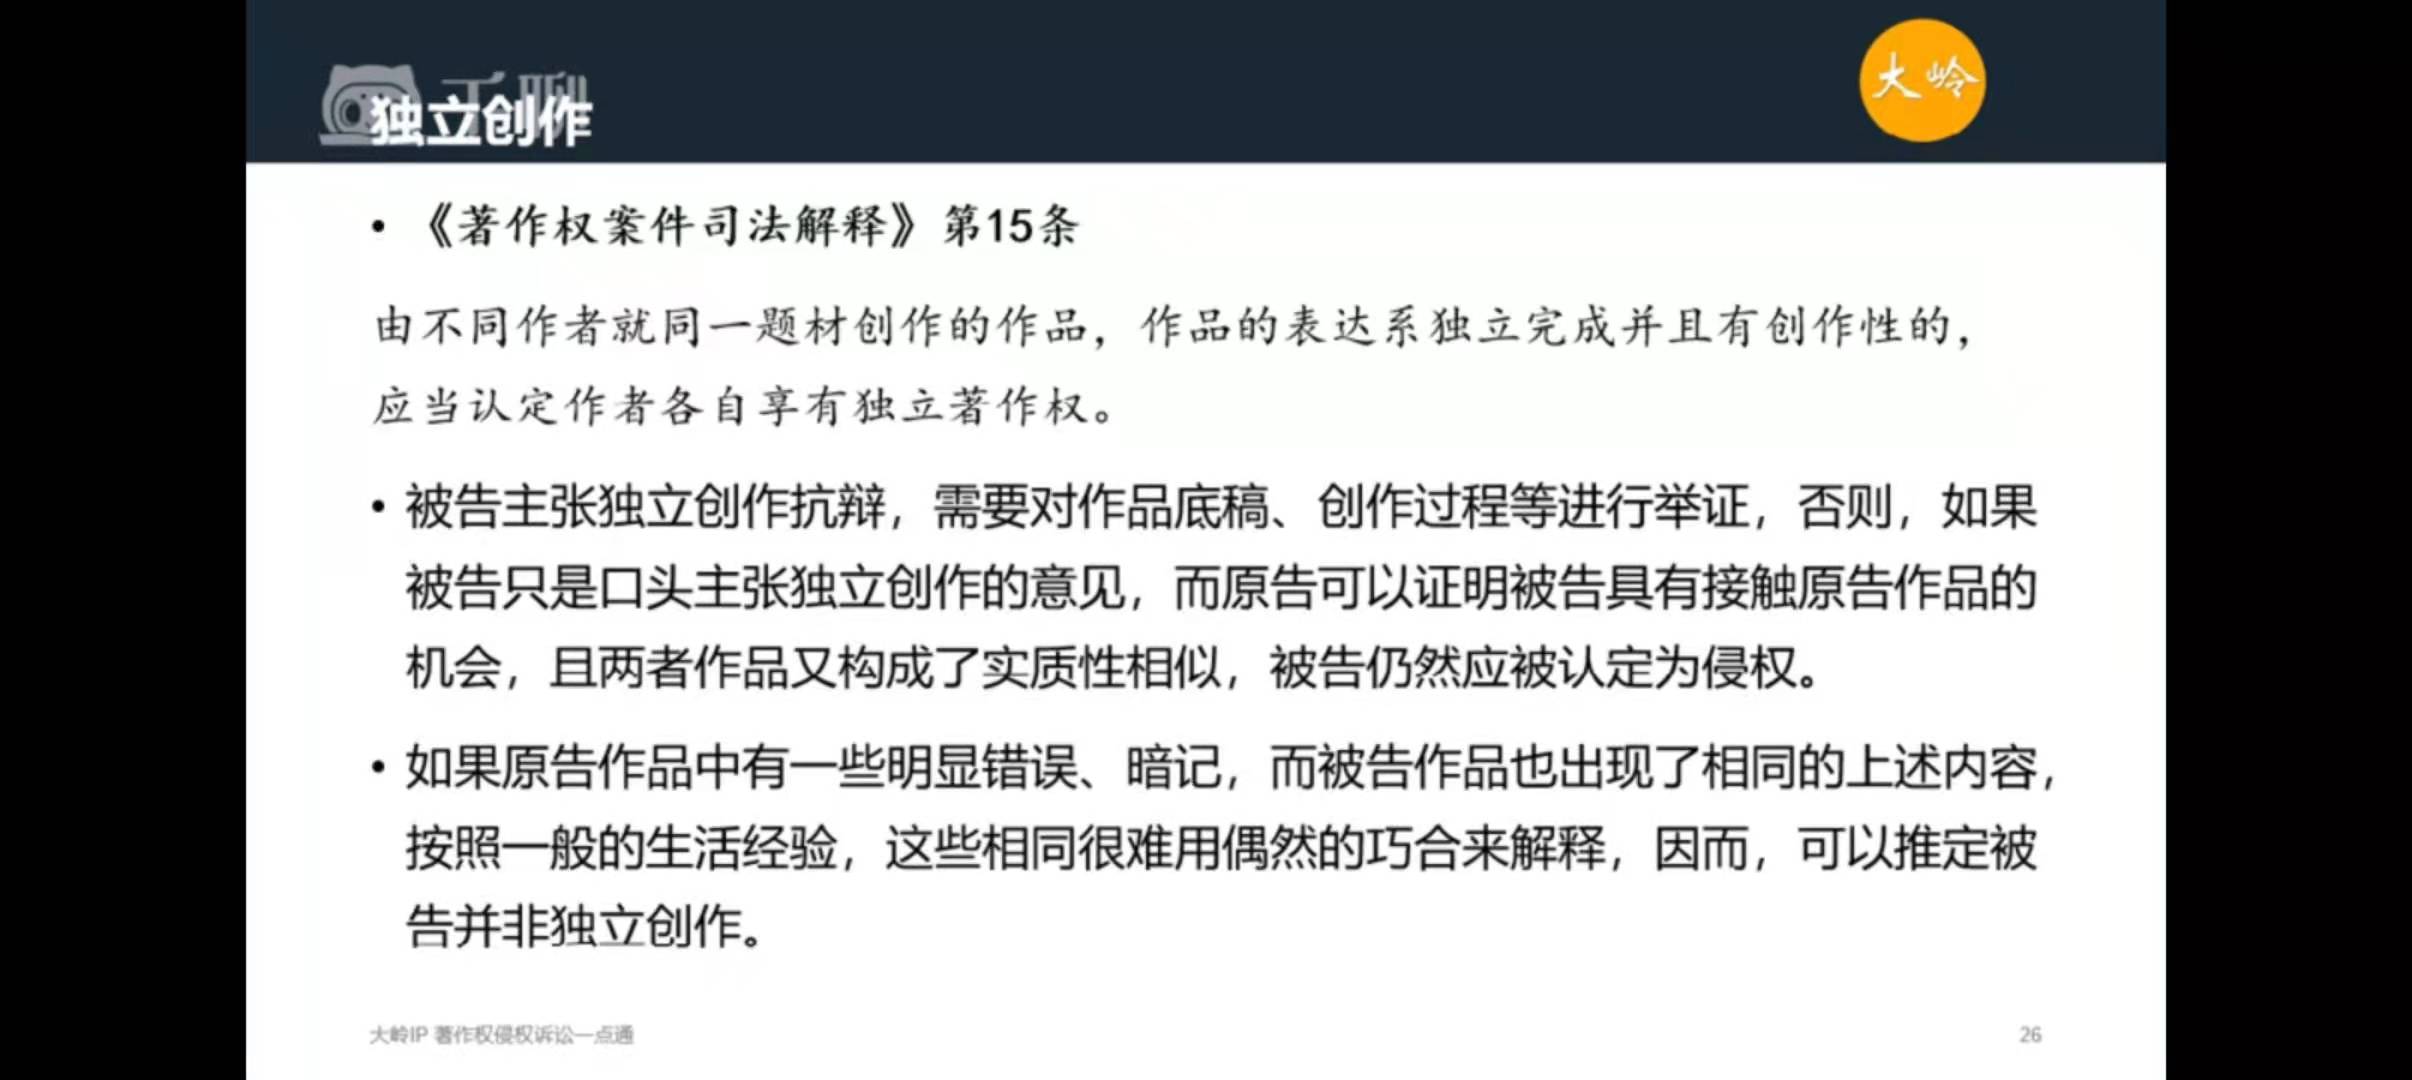 千聊
独立创作
大岭
•《著作权案件司法解释》第15条
由不同作者就同一题材创作的作品，作品的表达系独立完成并且有创作性的，
应当认定作者各自享有独立著作权。
• 被告主张独立创作抗辩，需要对作品底稿、创作过程等进行举证，否则，如果
被告只是口头主张独立创作的意见，而原告可以证明被告具有接触原告作品的
机会，且两者作品又构成了实质性相似，被告仍然应被认定为侵权。
• 如果原告作品中有一些明显错误、暗记，而被告作品也出现了相同的上述内容，
按照一般的生活经验，这些相同很难用偶然的巧合来解释，因而，可以推定被
告并非独立创作。
大岭IP 著作权侵权诉讼一点通
26